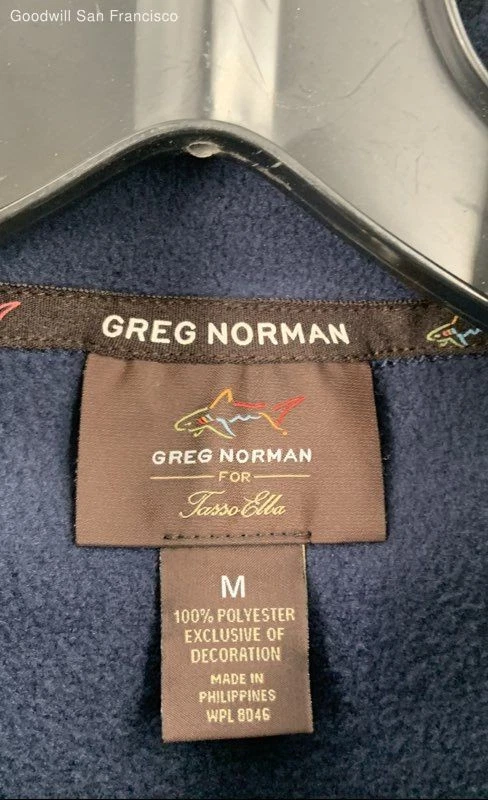 Goodwill San Francisco
GREG NORMAN
GREG NORMAN
FOR
Tasso Elba
M
100% POLYESTER
EXCLUSIVE OF
DECORATION
MADE IN
PHILIPPINES
WPL 8046